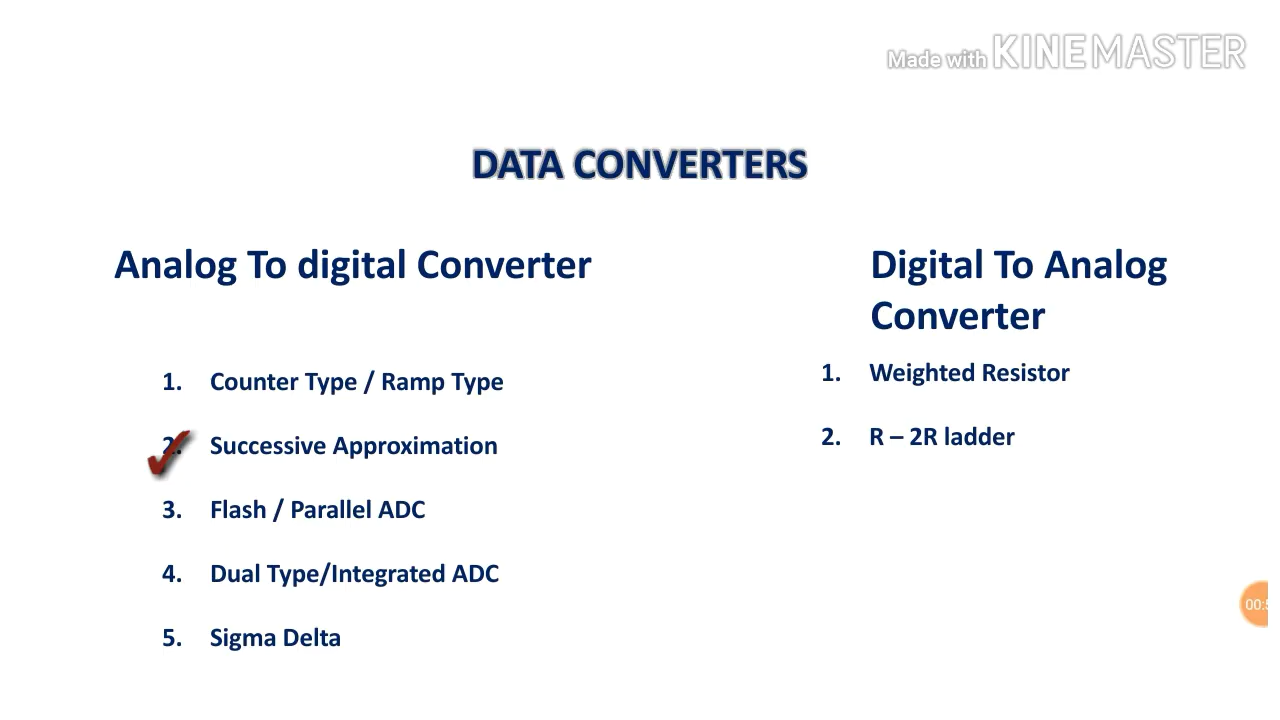 Made with KINEMASTER
DATA CONVERTERS
Analog To digital Converter
1. Counter Type / Ramp Type
2. Successive Approximation
3. Flash / Parallel ADC
4. Dual Type/Integrated ADC
5. Sigma Delta
Digital To Analog
Converter
1. Weighted Resistor
2. R – 2R ladder